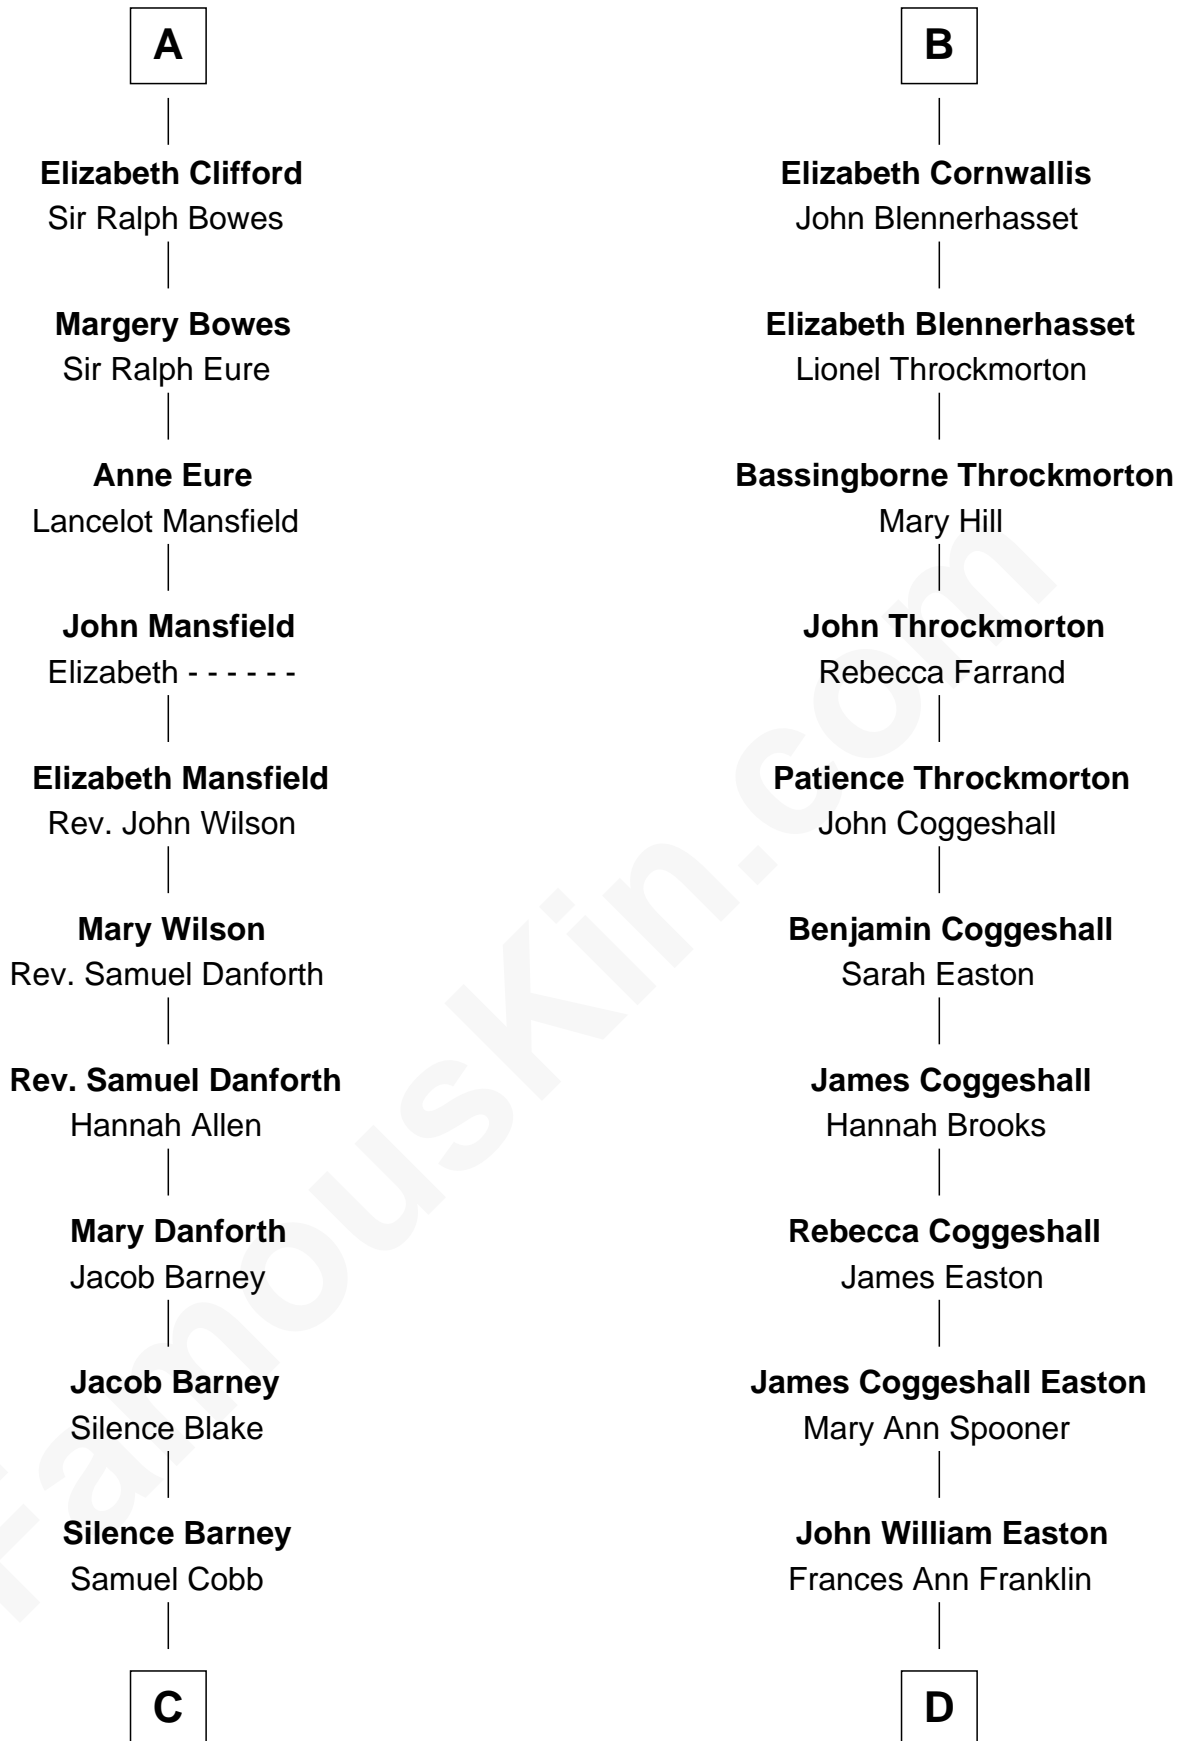 A
Elizabeth Clifford
Sir Ralph Bowes
Margery Bowes
Sir Ralph Eure
Anne Eure
Lancelot Mansfield
John Mansfield
Elizabeth - - - - - -
Elizabeth Mansfield
Rev. John Wilson
Mary Wilson
Rev. Samuel Danforth
Rev. Samuel Danforth
Hannah Allen
Mary Danforth
Jacob Barney
Jacob Barney
Silence Blake
Silence Barney
Samuel Cobb
C
B
Elizabeth Cornwallis
John Blennerhasset
Elizabeth Blennerhasset
Lionel Throckmorton
Bassingborne Throckmorton
Mary Hill
John Throckmorton
Rebecca Farrand
Patience Throckmorton
John Coggeshall
Benjamin Coggeshall
Sarah Easton
James Coggeshall
Hannah Brooks
Rebecca Coggeshall
James Easton
James Coggeshall Easton
Mary Ann Spooner
John William Easton
Frances Ann Franklin
D
FamousKin.com